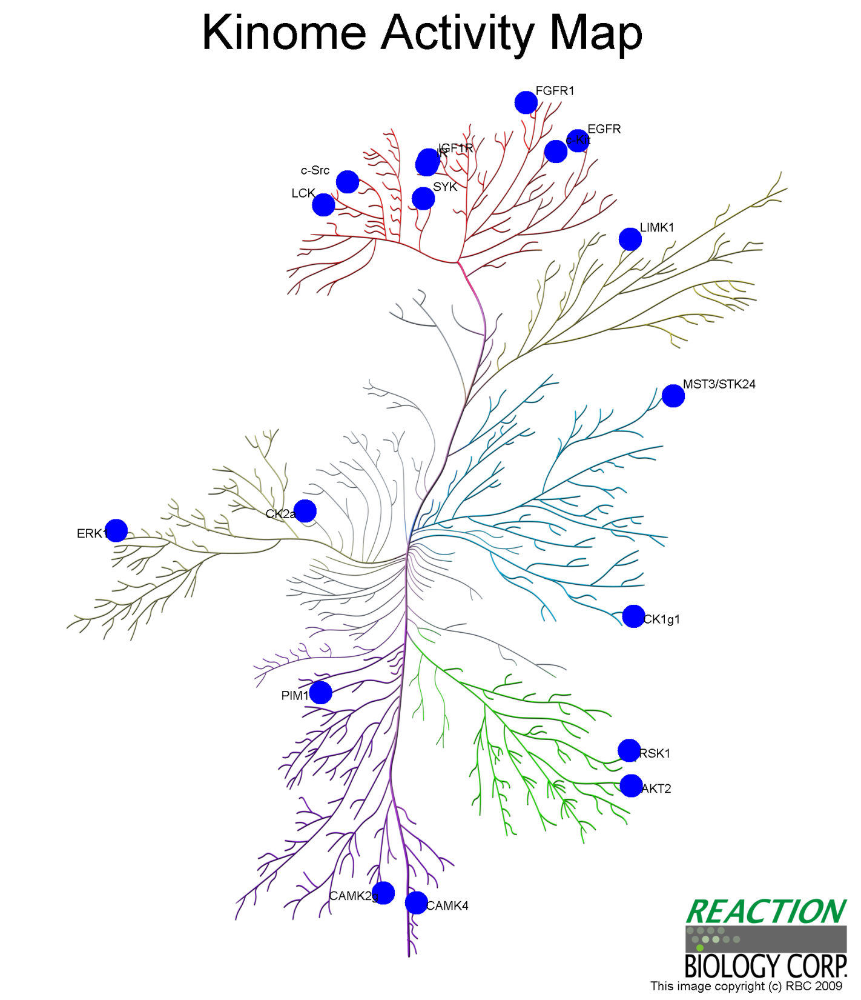 Kinome Activity Map
FGFR1
EGFR
c-Kit
IGF1R
IR
c-Src
SYK
LCK
LIMK1
MST3/STK24
CK2a
ERK1
CK1g1
PIM1
RSK1
AKT2
CAMK2g
CAMK4
REACTION
BIOLOGY CORP.
This image copyright (c) RBC 2009